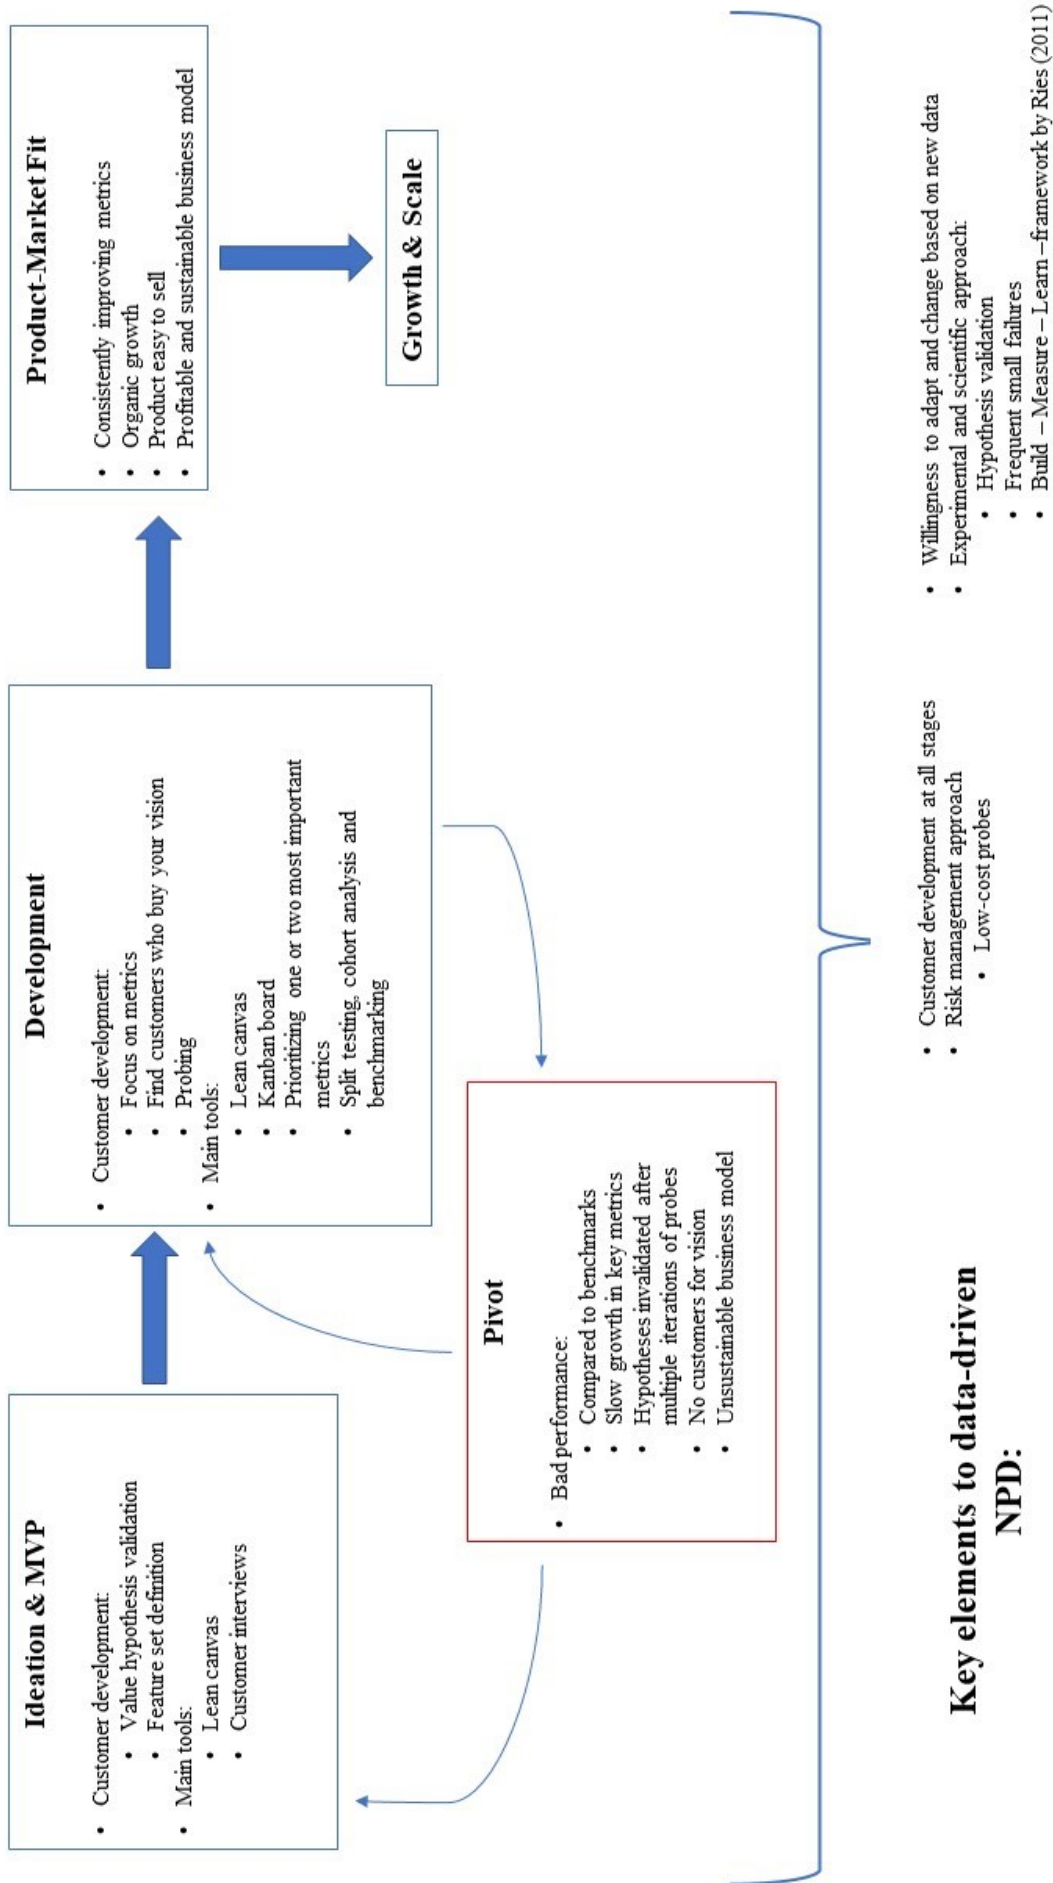 Ideation & MVP
• Customer development:
• Value hypothesis validation
• Feature set definition
• Main tools:
• Lean canvas
• Customer interviews
Development
• Customer development:
• Focus on metrics
• Find customers who buy your vision
• Probing
• Main tools:
• Lean canvas
• Kanban board
• Prioritizing one or two most important
metrics
• Split testing, cohort analysis and
benchmarking
Product-Market Fit
• Consistently improving metrics
• Organic growth
• Product easy to sell
• Profitable and sustainable business model
Growth & Scale
Pivot
• Bad performance:
• Compared to benchmarks
• Slow growth in key metrics
• Hypotheses invalidated after
multiple iterations of probes
• No customers for vision
• Unsustainable business model
Key elements to data-driven
NPD:
• Customer development at all stages
• Risk management approach
• Low-cost probes
• Willingness to adapt and change based on new data
• Experimental and scientific approach:
• Hypothesis validation
• Frequent small failures
• Build – Measure – Learn –framework by Ries (2011)